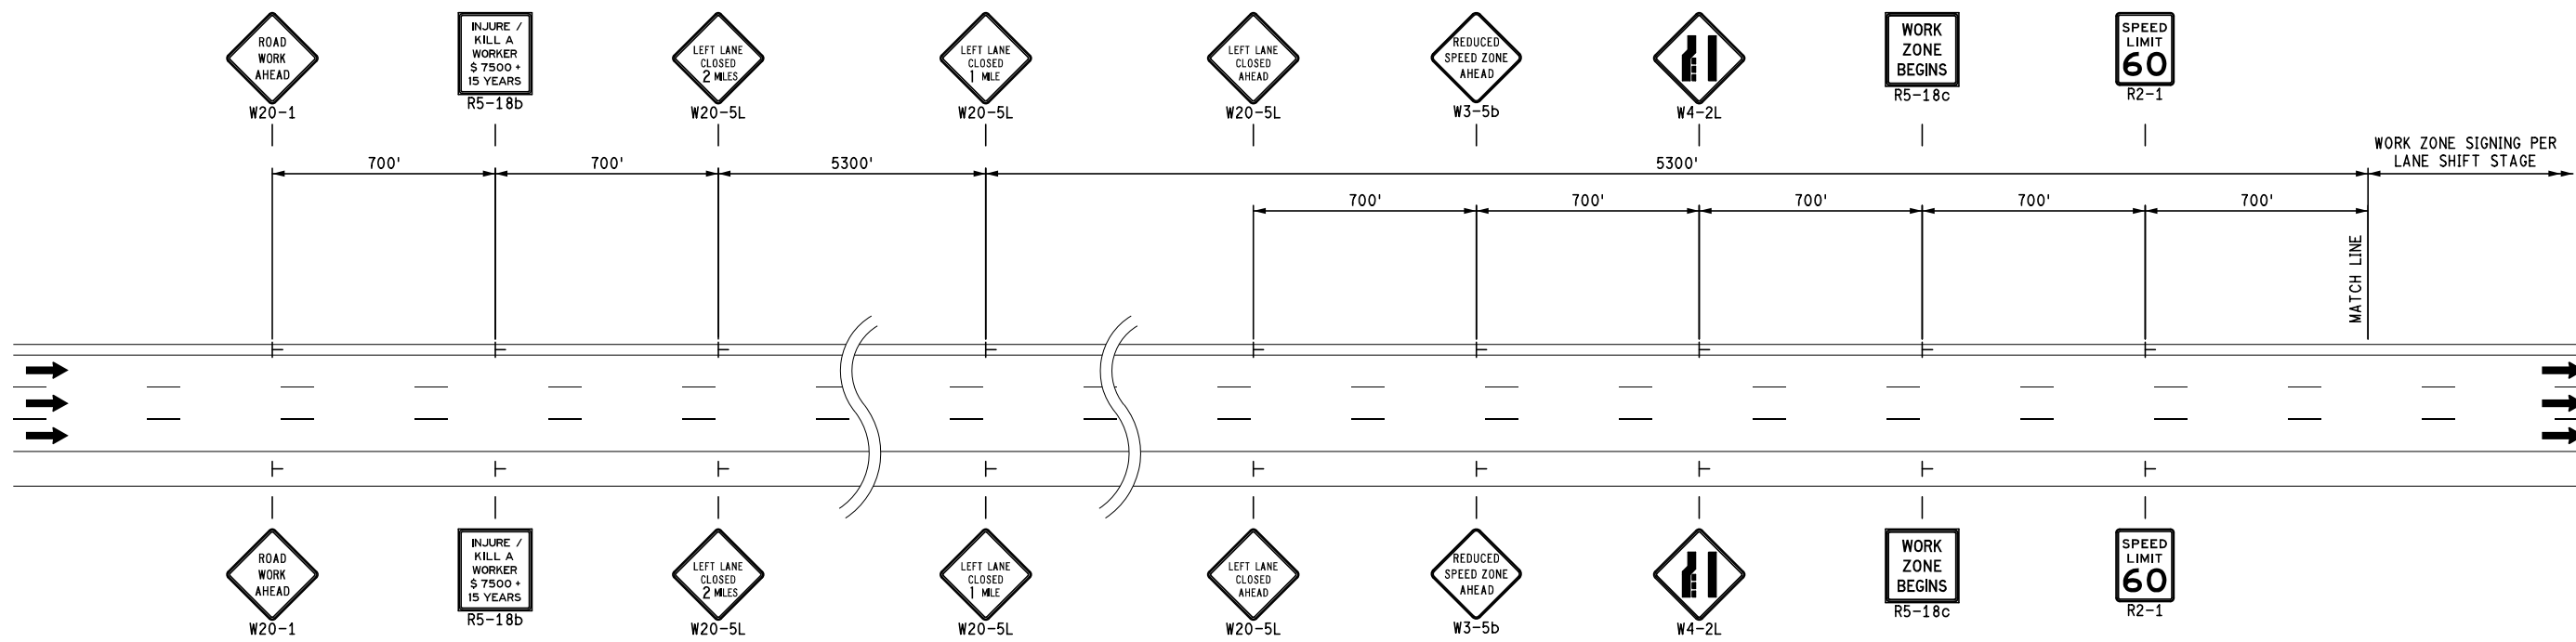 ROAD
WORK
AHEAD
W20-1
INJURE /
KILL A
WORKER
$ 7500 +
15 YEARS
R5-18b
LEFT LANE
CLOSED
2 MILES
W20-5L
LEFT LANE
CLOSED
1 MILE
W20-5L
LEFT LANE
CLOSED
AHEAD
W20-5L
REDUCED
SPEED ZONE
AHEAD
W3-5b
W4-2L
WORK
ZONE
BEGINS
R5-18c
SPEED
LIMIT
60
R2-1
700'
700'
5300'
5300'
WORK ZONE SIGNING PER
LANE SHIFT STAGE
700'
700'
700'
700'
700'
MATCH LINE
ROAD
WORK
AHEAD
W20-1
INJURE /
KILL A
WORKER
$ 7500 +
15 YEARS
R5-18b
LEFT LANE
CLOSED
2 MILES
W20-5L
LEFT LANE
CLOSED
1 MILE
W20-5L
LEFT LANE
CLOSED
AHEAD
W20-5L
REDUCED
SPEED ZONE
AHEAD
W3-5b
W4-2L
WORK
ZONE
BEGINS
R5-18c
SPEED
LIMIT
60
R2-1